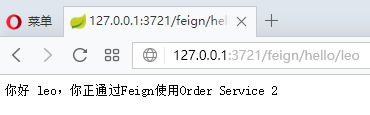 菜单
127.0.0.1:3721/feign/hel
127.0.0.1:3721/feign/hello/leo
你好 leo，你正通过Feign使用Order Service 2